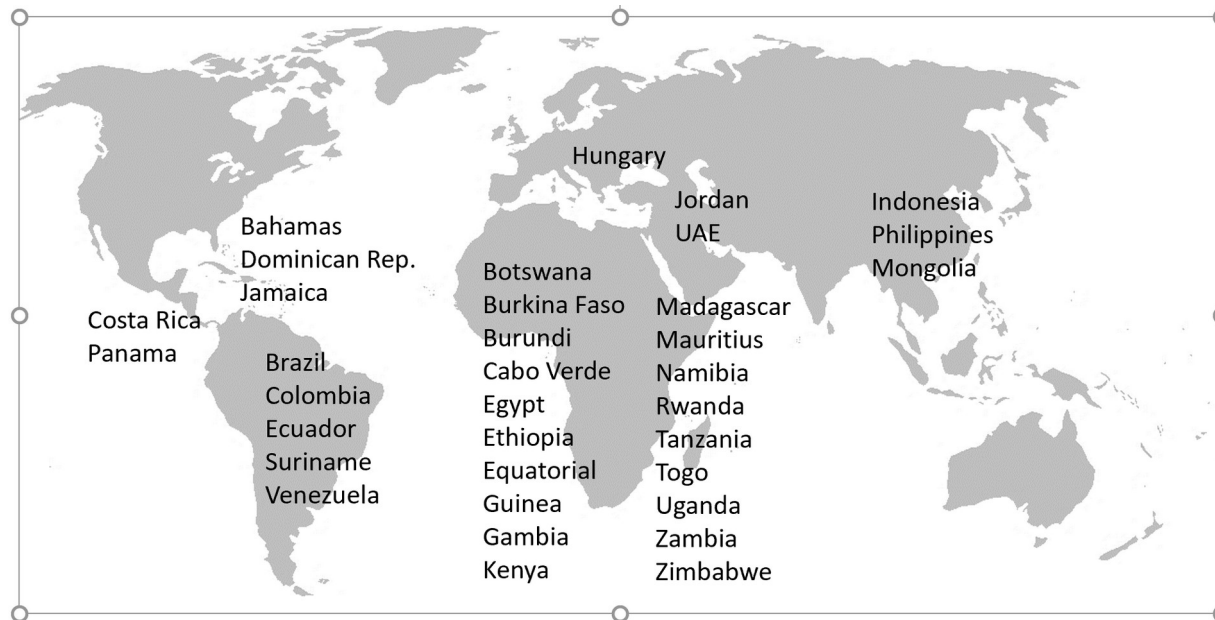 Hungary
Jordan
UAE
Indonesia
Philippines
Mongolia
Bahamas
Dominican Rep.
Jamaica
Costa Rica
Panama
Brazil
Colombia
Ecuador
Suriname
Venezuela
Botswana
Burkina Faso
Burundi
Cabo Verde
Egypt
Ethiopia
Equatorial
Guinea
Gambia
Kenya
Madagascar
Mauritius
Namibia
Rwanda
Tanzania
Togo
Uganda
Zambia
Zimbabwe